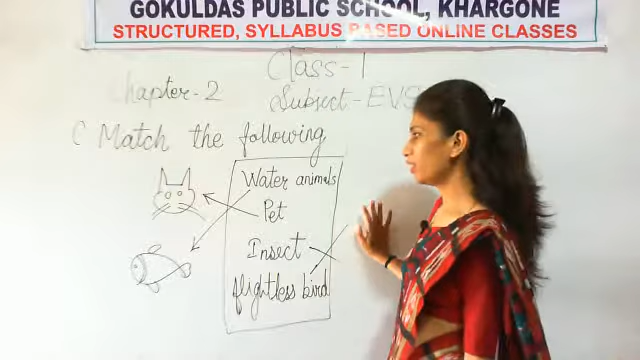 GOKULDAS PUBLIC SCHOOL, KHARGONE
STRUCTURED, SYLLABUS BASED ONLINE CLASSES
Class-1
Chapter-2
Subject-EVS
C Match the following
Water animals
Pet
Insect
flightless bird